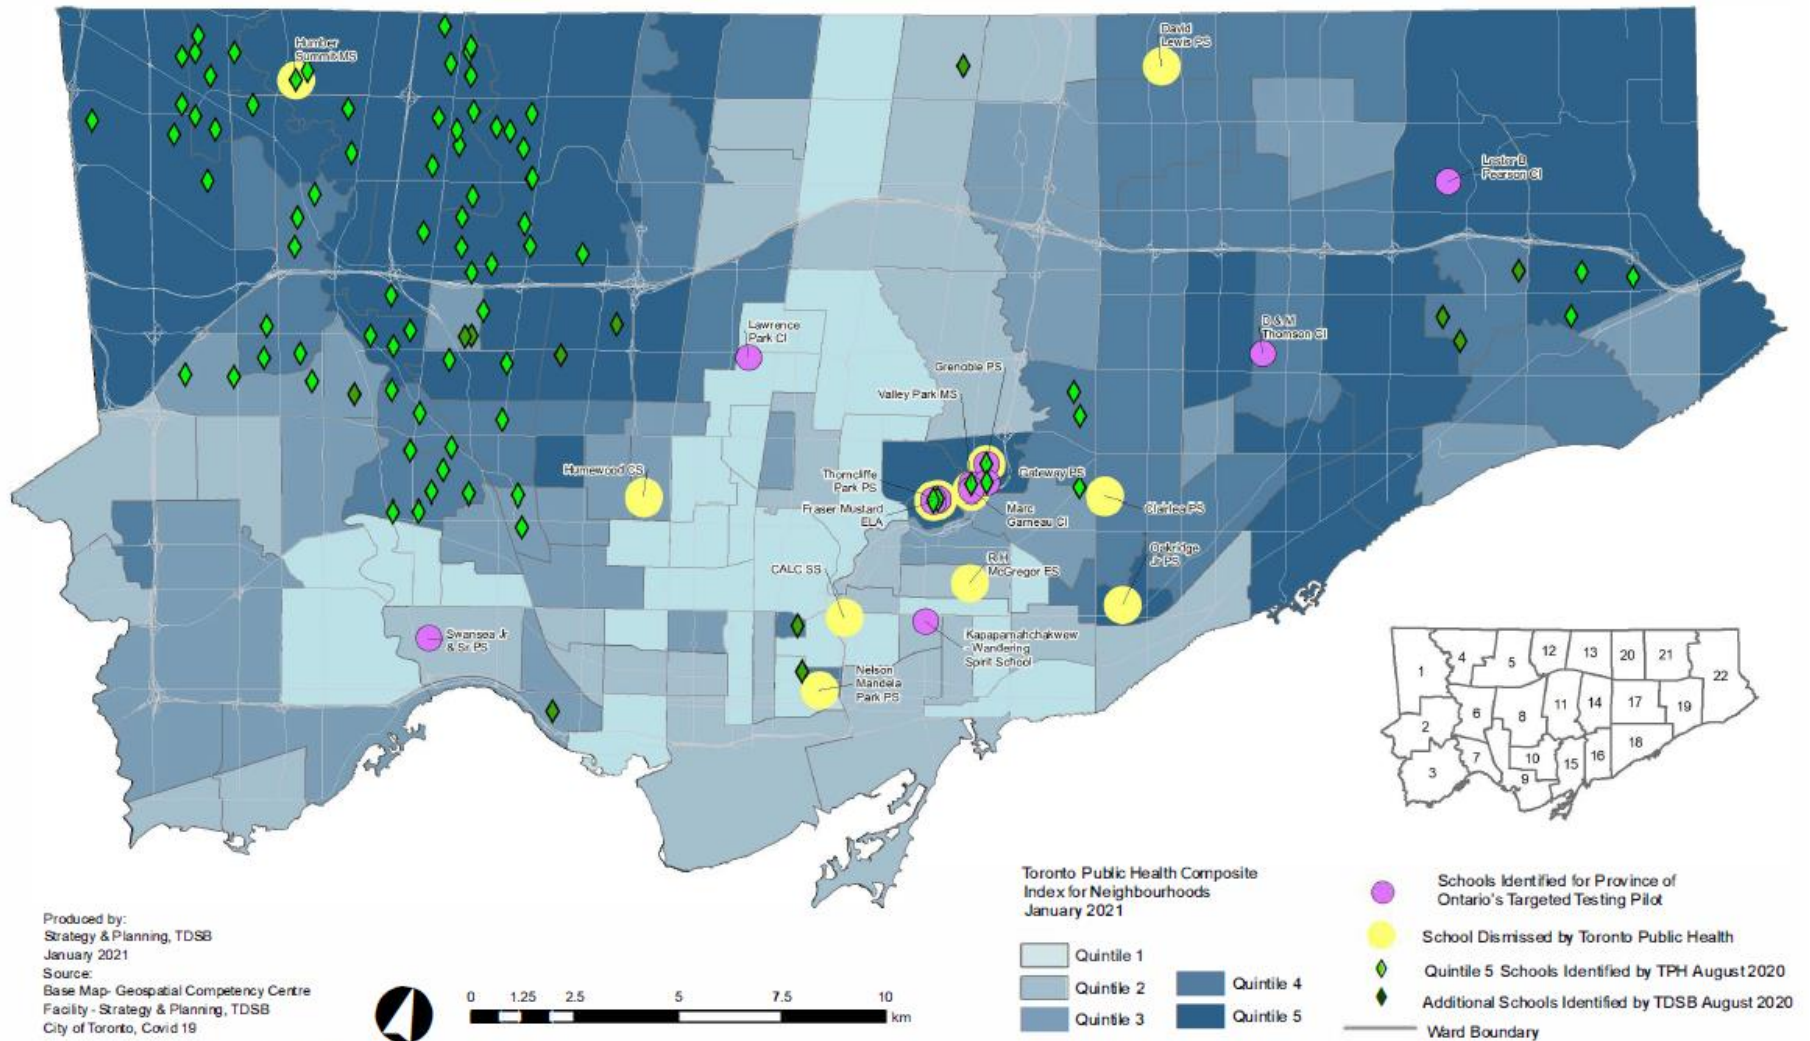 Humber
Summit MS
David
Lewis PS
Lester B
Pearson CI
Lawrence
Park CI
D & M
Thomson CI
Grenoble PS
Valley Park MS
Humewood CS
Thorncliffe
Park PS
Gateway PS
Fraser Mustard
ELA
Marc
Garneau CI
Clairlea PS
Oakridge
Jr PS
R H
McGregor ES
CALC SS
Swansea Jr
& Sr PS
Kapapamahchakwew
- Wandering
Spirit School
Nelson
Mandela
Park PS
1
2
3
4
5
6
7
8
9
10
11
12
13
14
15
16
17
18
19
20
21
22
Produced by:
Strategy & Planning, TDSB
January 2021
Source:
Base Map- Geospatial Competency Centre
Facility - Strategy & Planning, TDSB
City of Toronto, Covid 19
0 1.25 2.5 5 7.5 10
km
Toronto Public Health Composite
Index for Neighbourhoods
January 2021
Quintile 1
Quintile 2
Quintile 3
Quintile 4
Quintile 5
Schools Identified for Province of
Ontario's Targeted Testing Pilot
School Dismissed by Toronto Public Health
Quintile 5 Schools Identified by TPH August 2020
Additional Schools Identified by TDSB August 2020
Ward Boundary